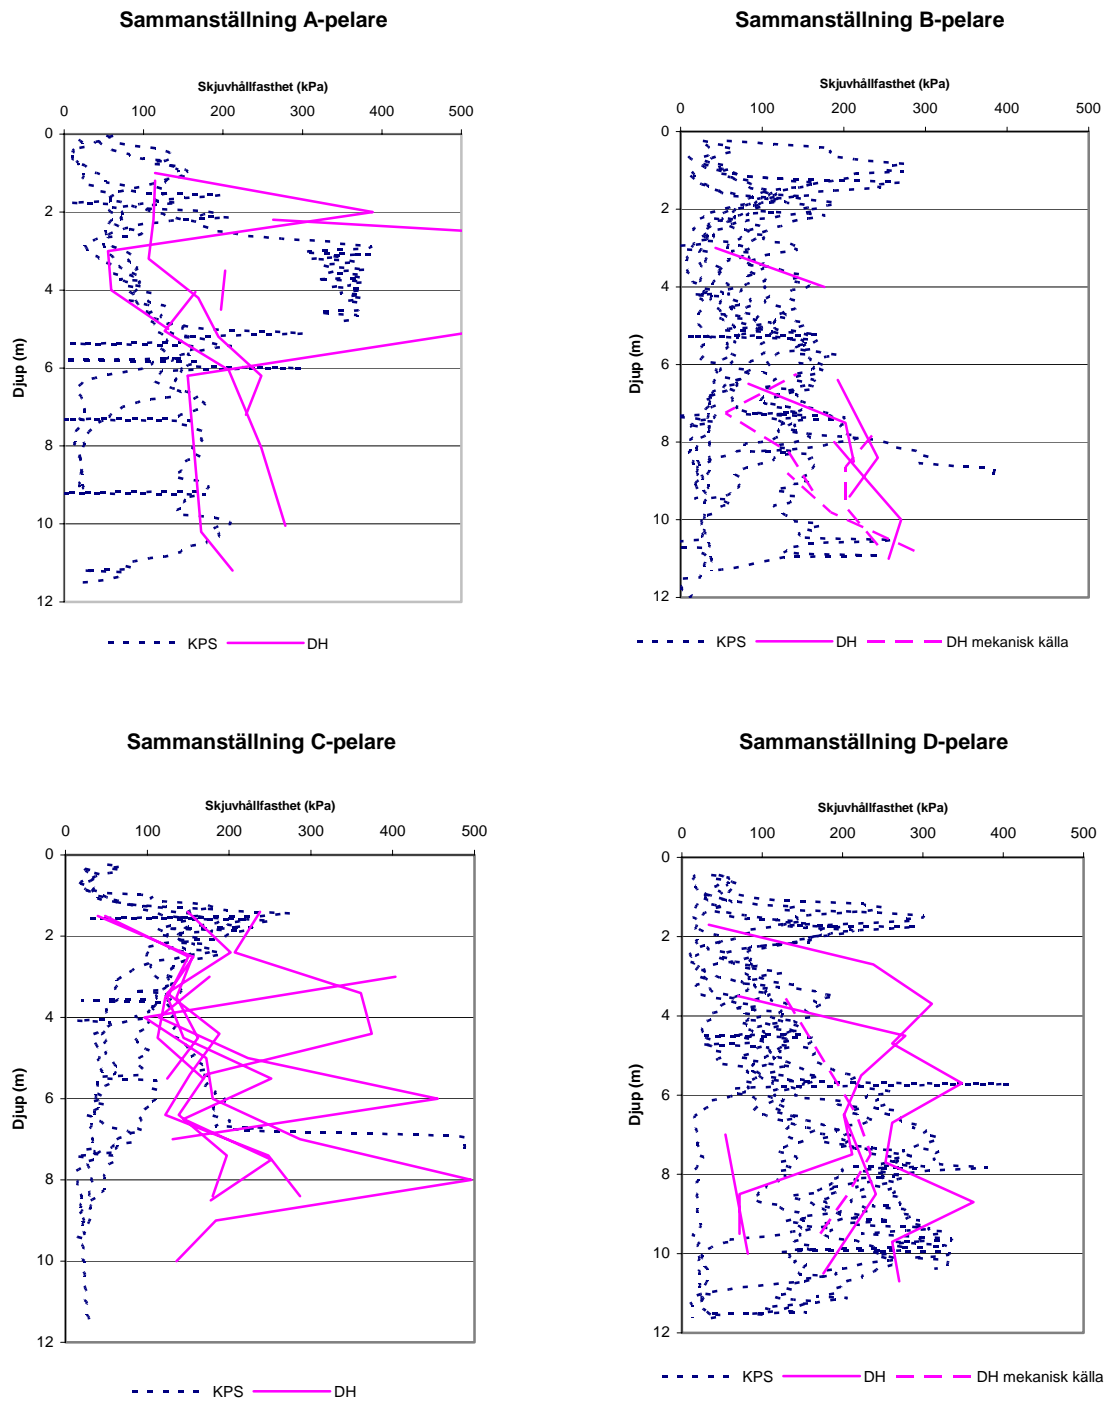 Sammanställning A-pelare
Skjuvhållfasthet (kPa)
0 100 200 300 400 500
0
2
4
6
8
10
12
Djup (m)
KPS DH
Sammanställning B-pelare
Skjuvhållfasthet (kPa)
0 100 200 300 400 500
0
2
4
6
8
10
12
Djup (m)
KPS DH DH mekanisk källa
Sammanställning C-pelare
Skjuvhållfasthet (kPa)
0 100 200 300 400 500
0
2
4
6
8
10
12
Djup (m)
KPS DH
Sammanställning D-pelare
Skjuvhållfasthet (kPa)
0 100 200 300 400 500
0
2
4
6
8
10
12
Djup (m)
KPS DH DH mekanisk källa